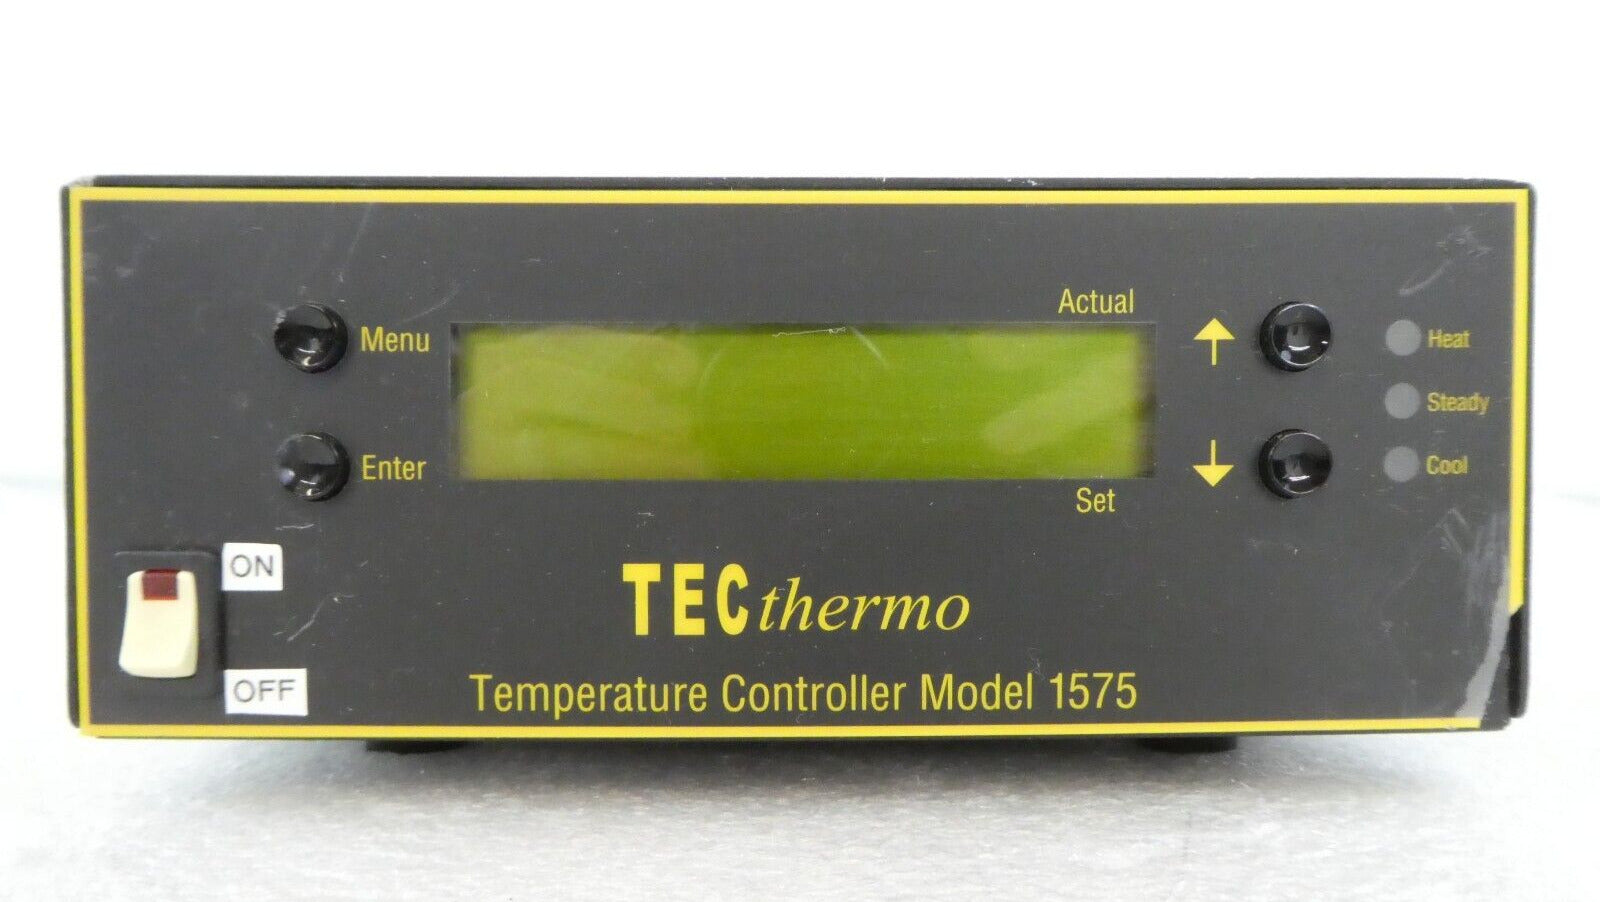 Actual
Menu
Heat
Steady
Enter
Cool
Set
ON
TECthermo
OFF
Temperature Controller Model 1575